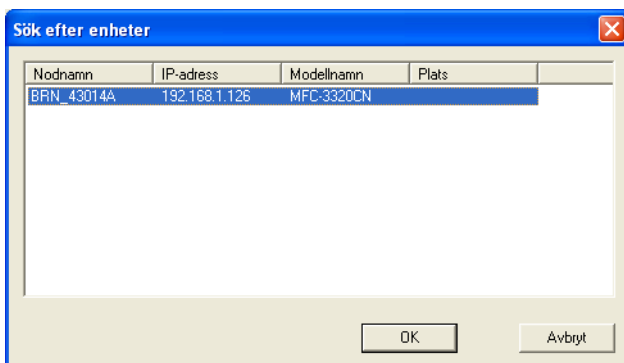 Sök efter enheter
Nodnamn IP-adress Modellnamn Plats
BRN_43014A 192.168.1.126 MFC-3320CN
OK Avbryt